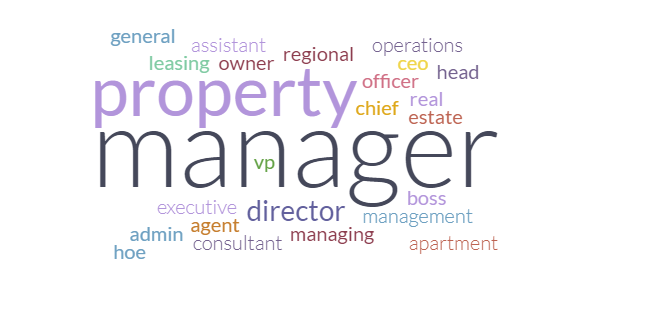 general
assistant
regional
operations
leasing
owner
ceo
head
officer
property
real
chief
estate
manager
vp
boss
executive
director
management
agent
admin
consultant
managing
apartment
hoe